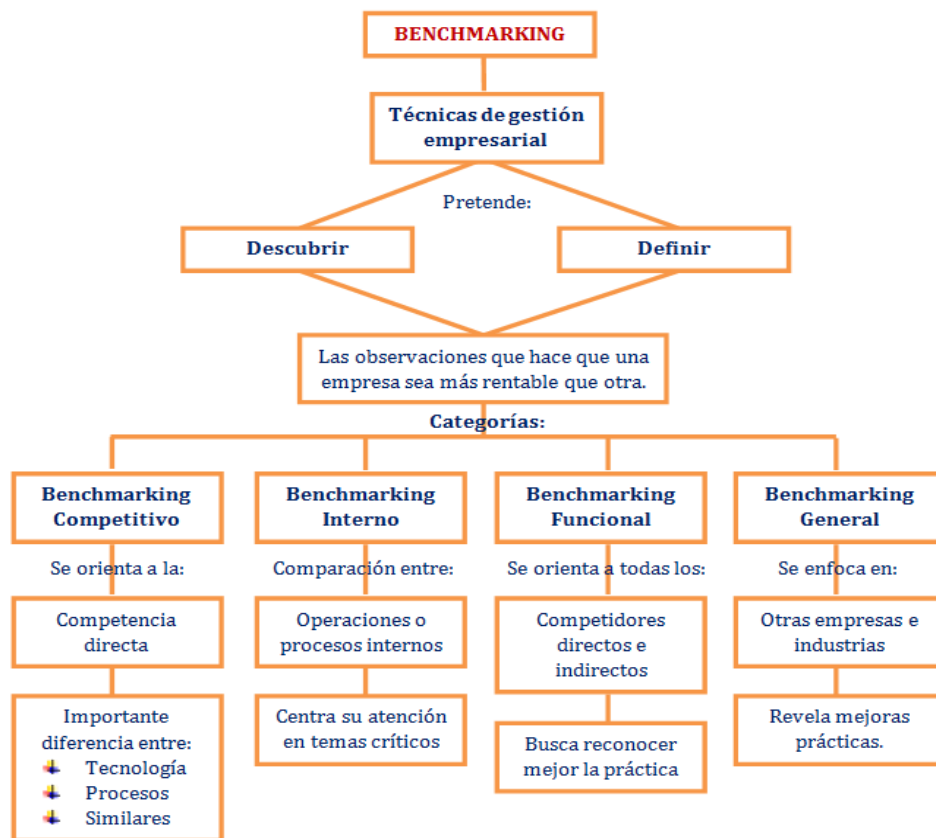 BENCHMARKING
Técnicas de gestión
empresarial
Pretende:
Descubrir
Definir
Las observaciones que hace que una
empresa sea más rentable que otra.
Categorías:
Benchmarking
Competitivo
Se orienta a la:
Competencia
directa
Importante
diferencia entre:
Tecnología
Procesos
Similares
Benchmarking
Interno
Comparación entre:
Operaciones o
procesos internos
Centra su atención
en temas críticos
Benchmarking
Funcional
Se orienta a todas los:
Competidores
directos e
indirectos
Busca reconocer
mejor la práctica
Benchmarking
General
Se enfoca en:
Otras empresas e
industrias
Revela mejoras
prácticas.